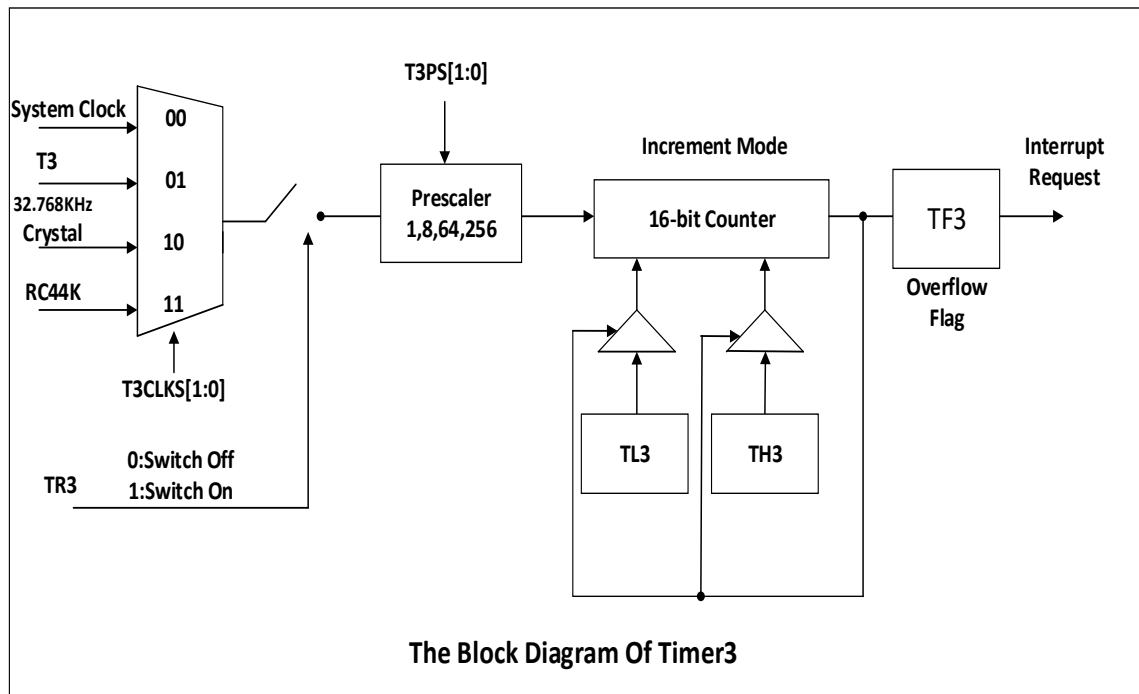 System Clock
T3
32.768KHz
Crystal
RC44K
00
01
10
11
T3CLKS[1:0]
TR3
0:Switch Off
1:Switch On
T3PS[1:0]
Prescaler
1,8,64,256
Increment Mode
16-bit Counter
TL3
TH3
TF3
Overflow
Flag
Interrupt
Request
The Block Diagram Of Timer3